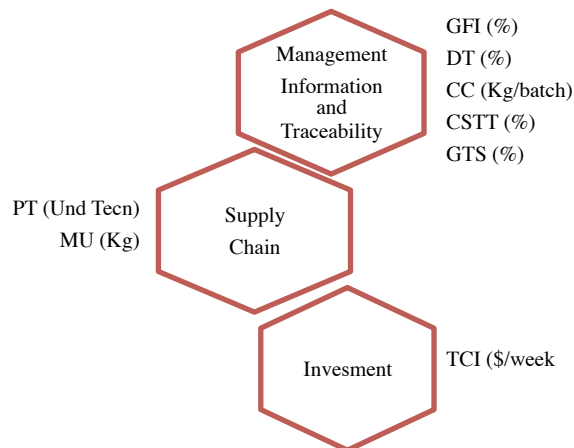 Management
Information
and
Traceability
GFI (%)
DT (%)
CC (Kg/batch)
CSTT (%)
GTS (%)
PT (Und Tecn)
MU (Kg)
Supply
Chain
Invesment
TCI ($/week